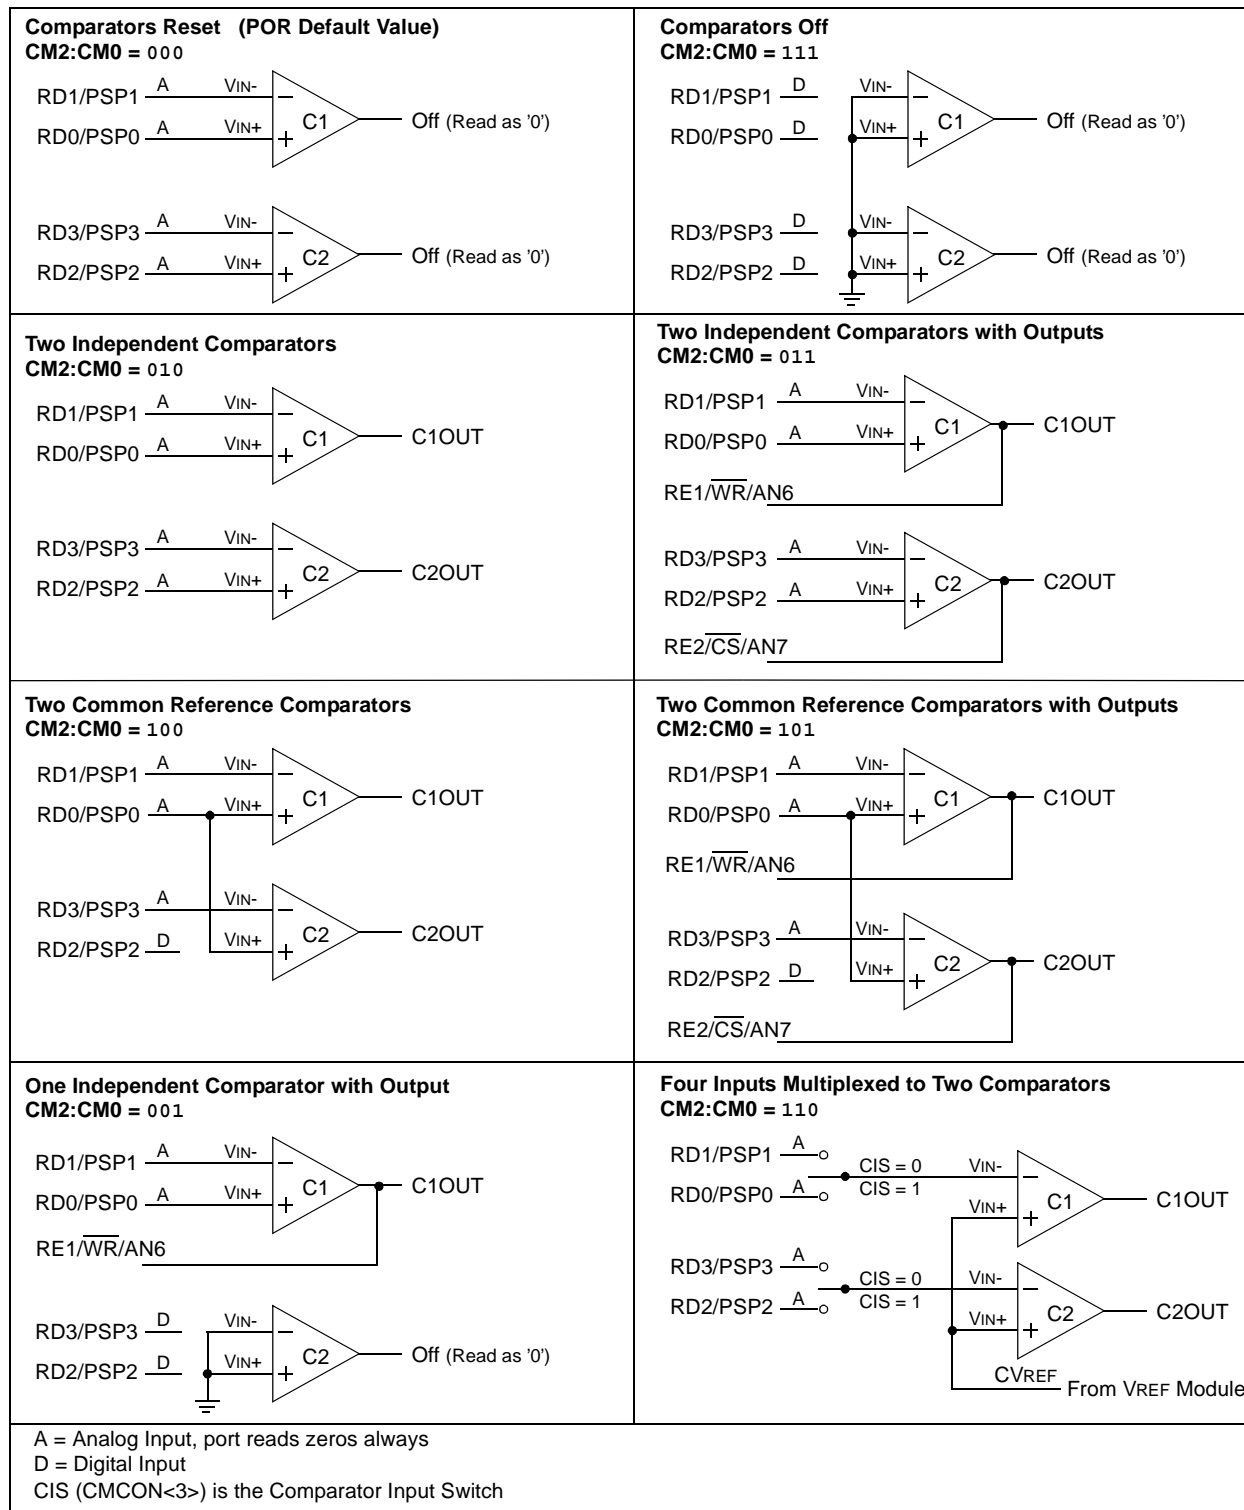 Comparators Reset (POR Default Value)
CM2:CM0 = 000
RD1/PSP1 A VIN-
RD0/PSP0 A VIN+
C1
Off (Read as '0')
RD3/PSP3 A VIN-
RD2/PSP2 A VIN+
C2
Off (Read as '0')
Comparators Off
CM2:CM0 = 111
RD1/PSP1 D VIN-
RD0/PSP0 D VIN+
C1
Off (Read as '0')
RD3/PSP3 D VIN-
RD2/PSP2 D VIN+
C2
Off (Read as '0')
Two Independent Comparators
CM2:CM0 = 010
RD1/PSP1 A VIN-
RD0/PSP0 A VIN+
C1
C1OUT
RD3/PSP3 A VIN-
RD2/PSP2 A VIN+
C2
C2OUT
Two Independent Comparators with Outputs
CM2:CM0 = 011
RD1/PSP1 A VIN-
RD0/PSP0 A VIN+
C1
C1OUT
RE1/W̅R̅/AN6
RD3/PSP3 A VIN-
RD2/PSP2 A VIN+
C2
C2OUT
RE2/C̅S̅/AN7
Two Common Reference Comparators
CM2:CM0 = 100
RD1/PSP1 A VIN-
RD0/PSP0 A VIN+
C1
C1OUT
RD3/PSP3 A VIN-
RD2/PSP2 D VIN+
C2
C2OUT
Two Common Reference Comparators with Outputs
CM2:CM0 = 101
RD1/PSP1 A VIN-
RD0/PSP0 A VIN+
C1
C1OUT
RE1/W̅R̅/AN6
RD3/PSP3 A VIN-
RD2/PSP2 D VIN+
C2
C2OUT
RE2/C̅S̅/AN7
One Independent Comparator with Output
CM2:CM0 = 001
RD1/PSP1 A VIN-
RD0/PSP0 A VIN+
C1
C1OUT
RE1/W̅R̅/AN6
RD3/PSP3 D VIN-
RD2/PSP2 D VIN+
C2
Off (Read as '0')
Four Inputs Multiplexed to Two Comparators
CM2:CM0 = 110
RD1/PSP1 A
CIS = 0 VIN-
RD0/PSP0 A CIS = 1
VIN+
C1
C1OUT
RD3/PSP3 A
CIS = 0 VIN-
RD2/PSP2 A CIS = 1
VIN+
C2
C2OUT
CVREF
From VREF Module
A = Analog Input, port reads zeros always
D = Digital Input
CIS (CMCON<3>) is the Comparator Input Switch